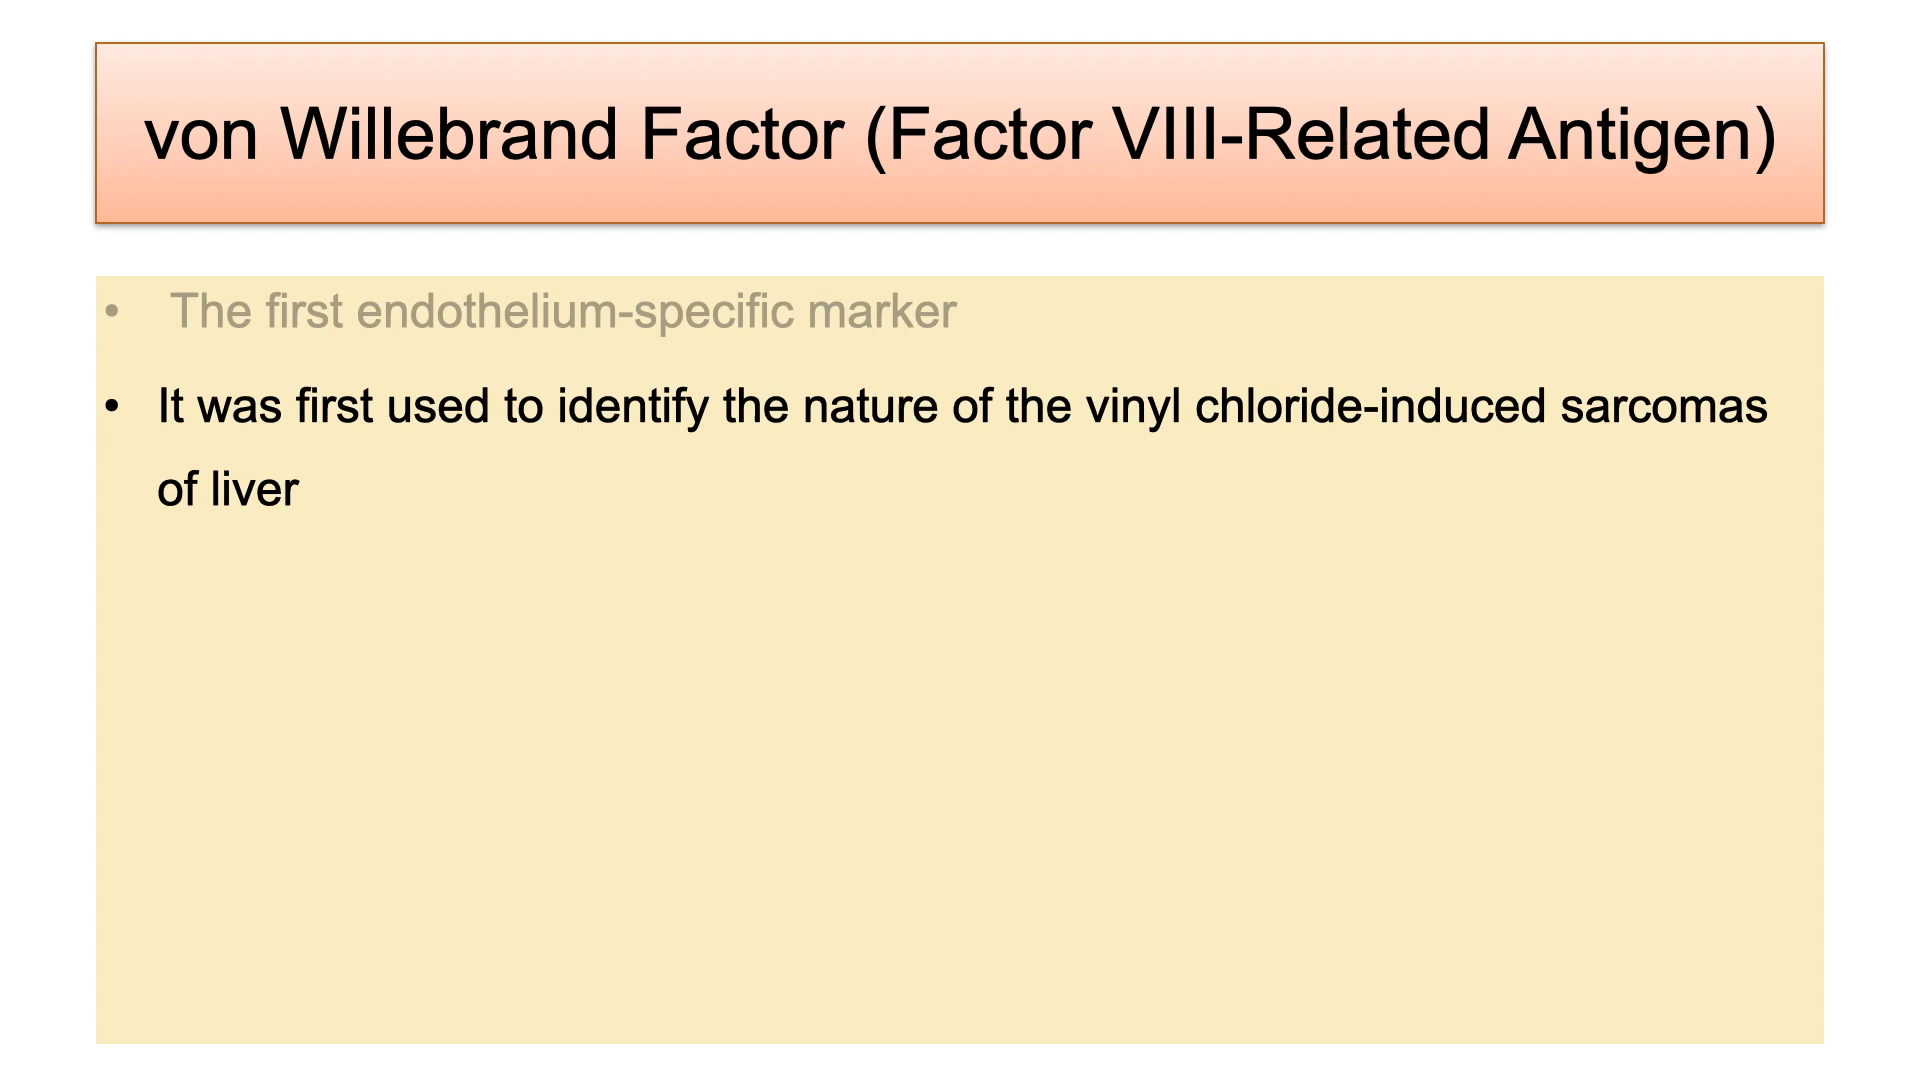 von Willebrand Factor (Factor VIII-Related Antigen)
• The first endothelium-specific marker
• It was first used to identify the nature of the vinyl chloride-induced sarcomas
of liver